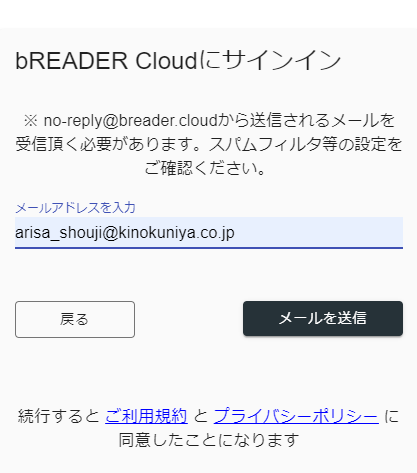 bREADER Cloudにサインイン
※ no-reply@breader.cloudから送信されるメールを
受信頂く必要があります。スパムフィルタ等の設定を
ご確認ください。
メールアドレスを入力
arisa_shouji@kinokuniya.co.jp
戻る
メールを送信
続行すると ご利用規約 と プライバシーポリシー に
同意したことになります